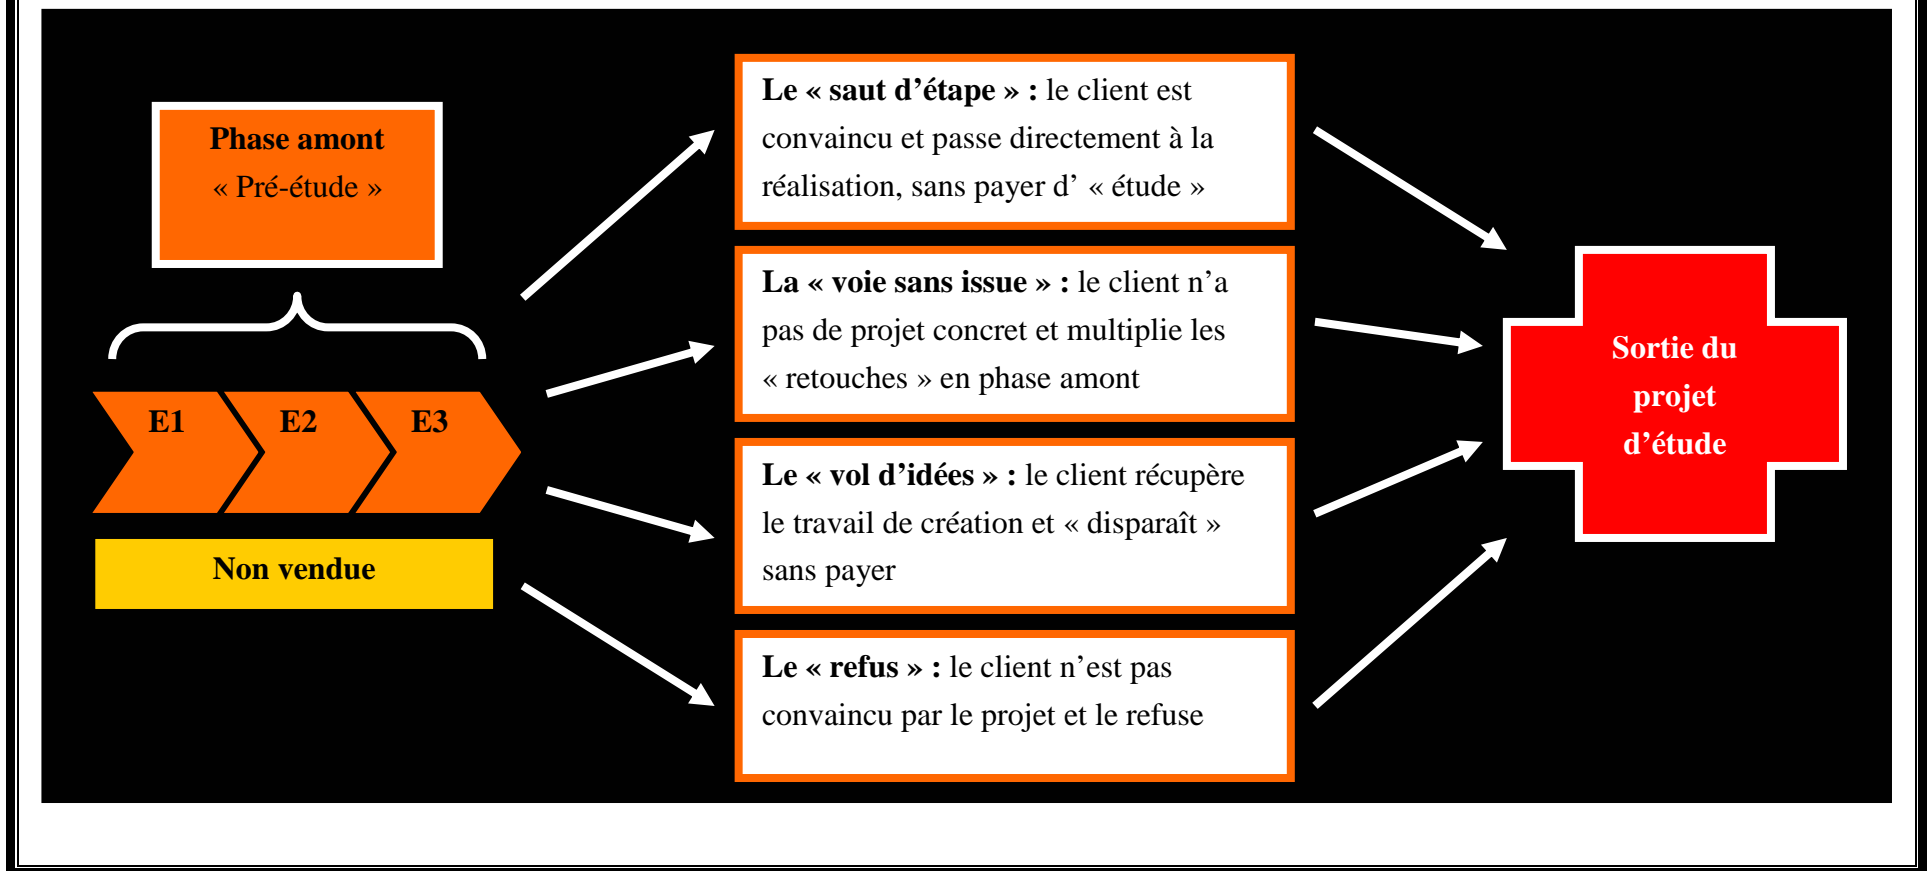 Phase amont
« Pré-étude »
E1
E2
E3
Non vendue
Le « saut d’étape » : le client est
convaincu et passe directement à la
réalisation, sans payer d’ « étude »
La « voie sans issue » : le client n’a
pas de projet concret et multiplie les
« retouches » en phase amont
Le « vol d’idées » : le client récupère
le travail de création et « disparaît »
sans payer
Le « refus » : le client n’est pas
convaincu par le projet et le refuse
Sortie du
projet
d’étude